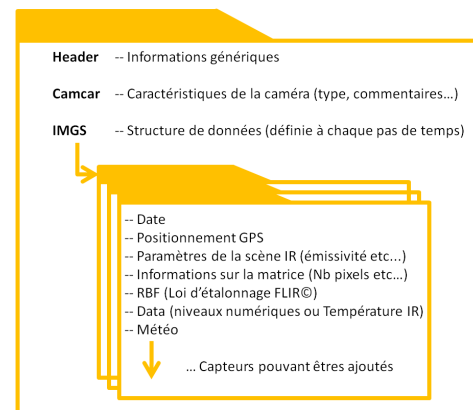 Header -- Informations génériques
Camcar -- Caractéristiques de la caméra (type, commentaires...)
IMGS -- Structure de données (définie à chaque pas de temps)
-- Date
-- Positionnement GPS
-- Paramètres de la scène IR (émissivité etc...)
-- Informations sur la matrice (Nb pixels etc...)
-- RBF (Loi d'étalonnage FLIR©)
-- Data (niveaux numériques ou Température IR)
-- Météo
... Capteurs pouvant êtres ajoutés